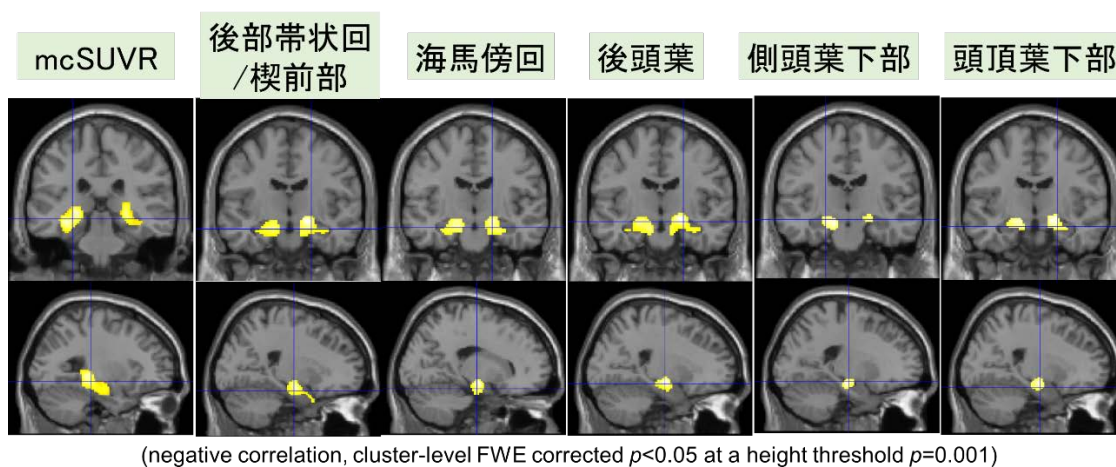 mcSUVR
後部帯状回
/楔前部
海馬傍回
後頭葉
側頭葉下部
頭頂葉下部
(negative correlation, cluster-level FWE corrected p<0.05 at a height threshold p=0.001)